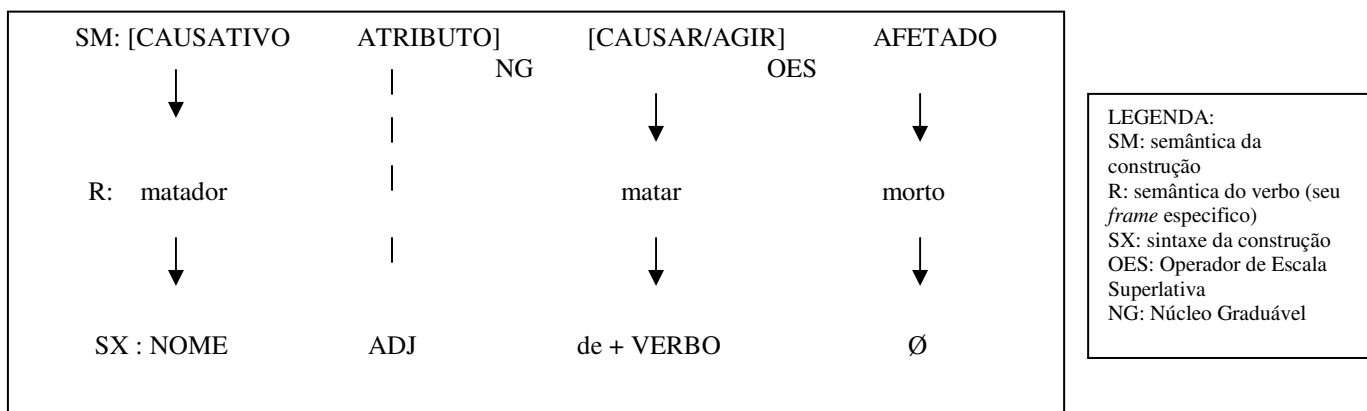 SM: [CAUSATIVO ATRIBUTO] [CAUSAR/AGIR] AFETADO
NG OES
R: matador matar morto
SX : NOME ADJ de + VERBO Ø
LEGENDA:
SM: semântica da
construção
R: semântica do verbo (seu
frame especifico)
SX: sintaxe da construção
OES: Operador de Escala
Superlativa
NG: Núcleo Graduável